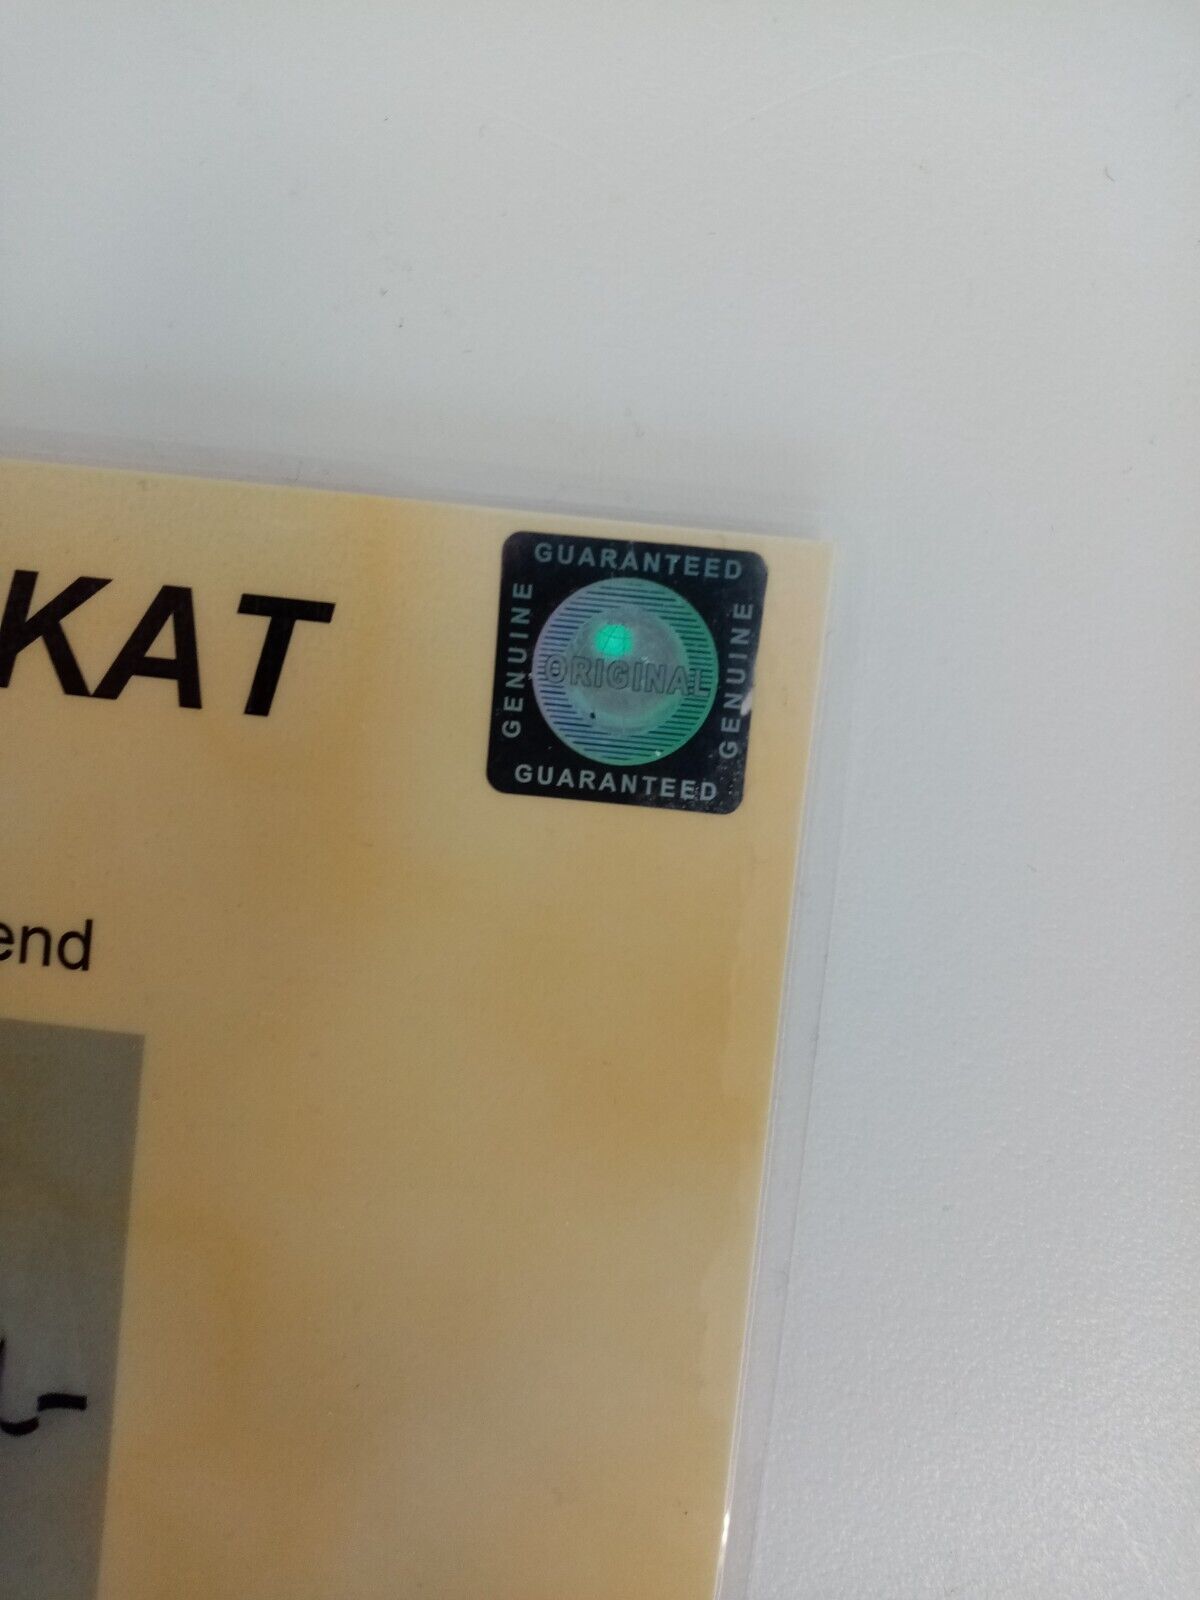 KAT
GUARANTEED
GENUINE
ORIGINAL
GENUINE
GUARANTEED
end